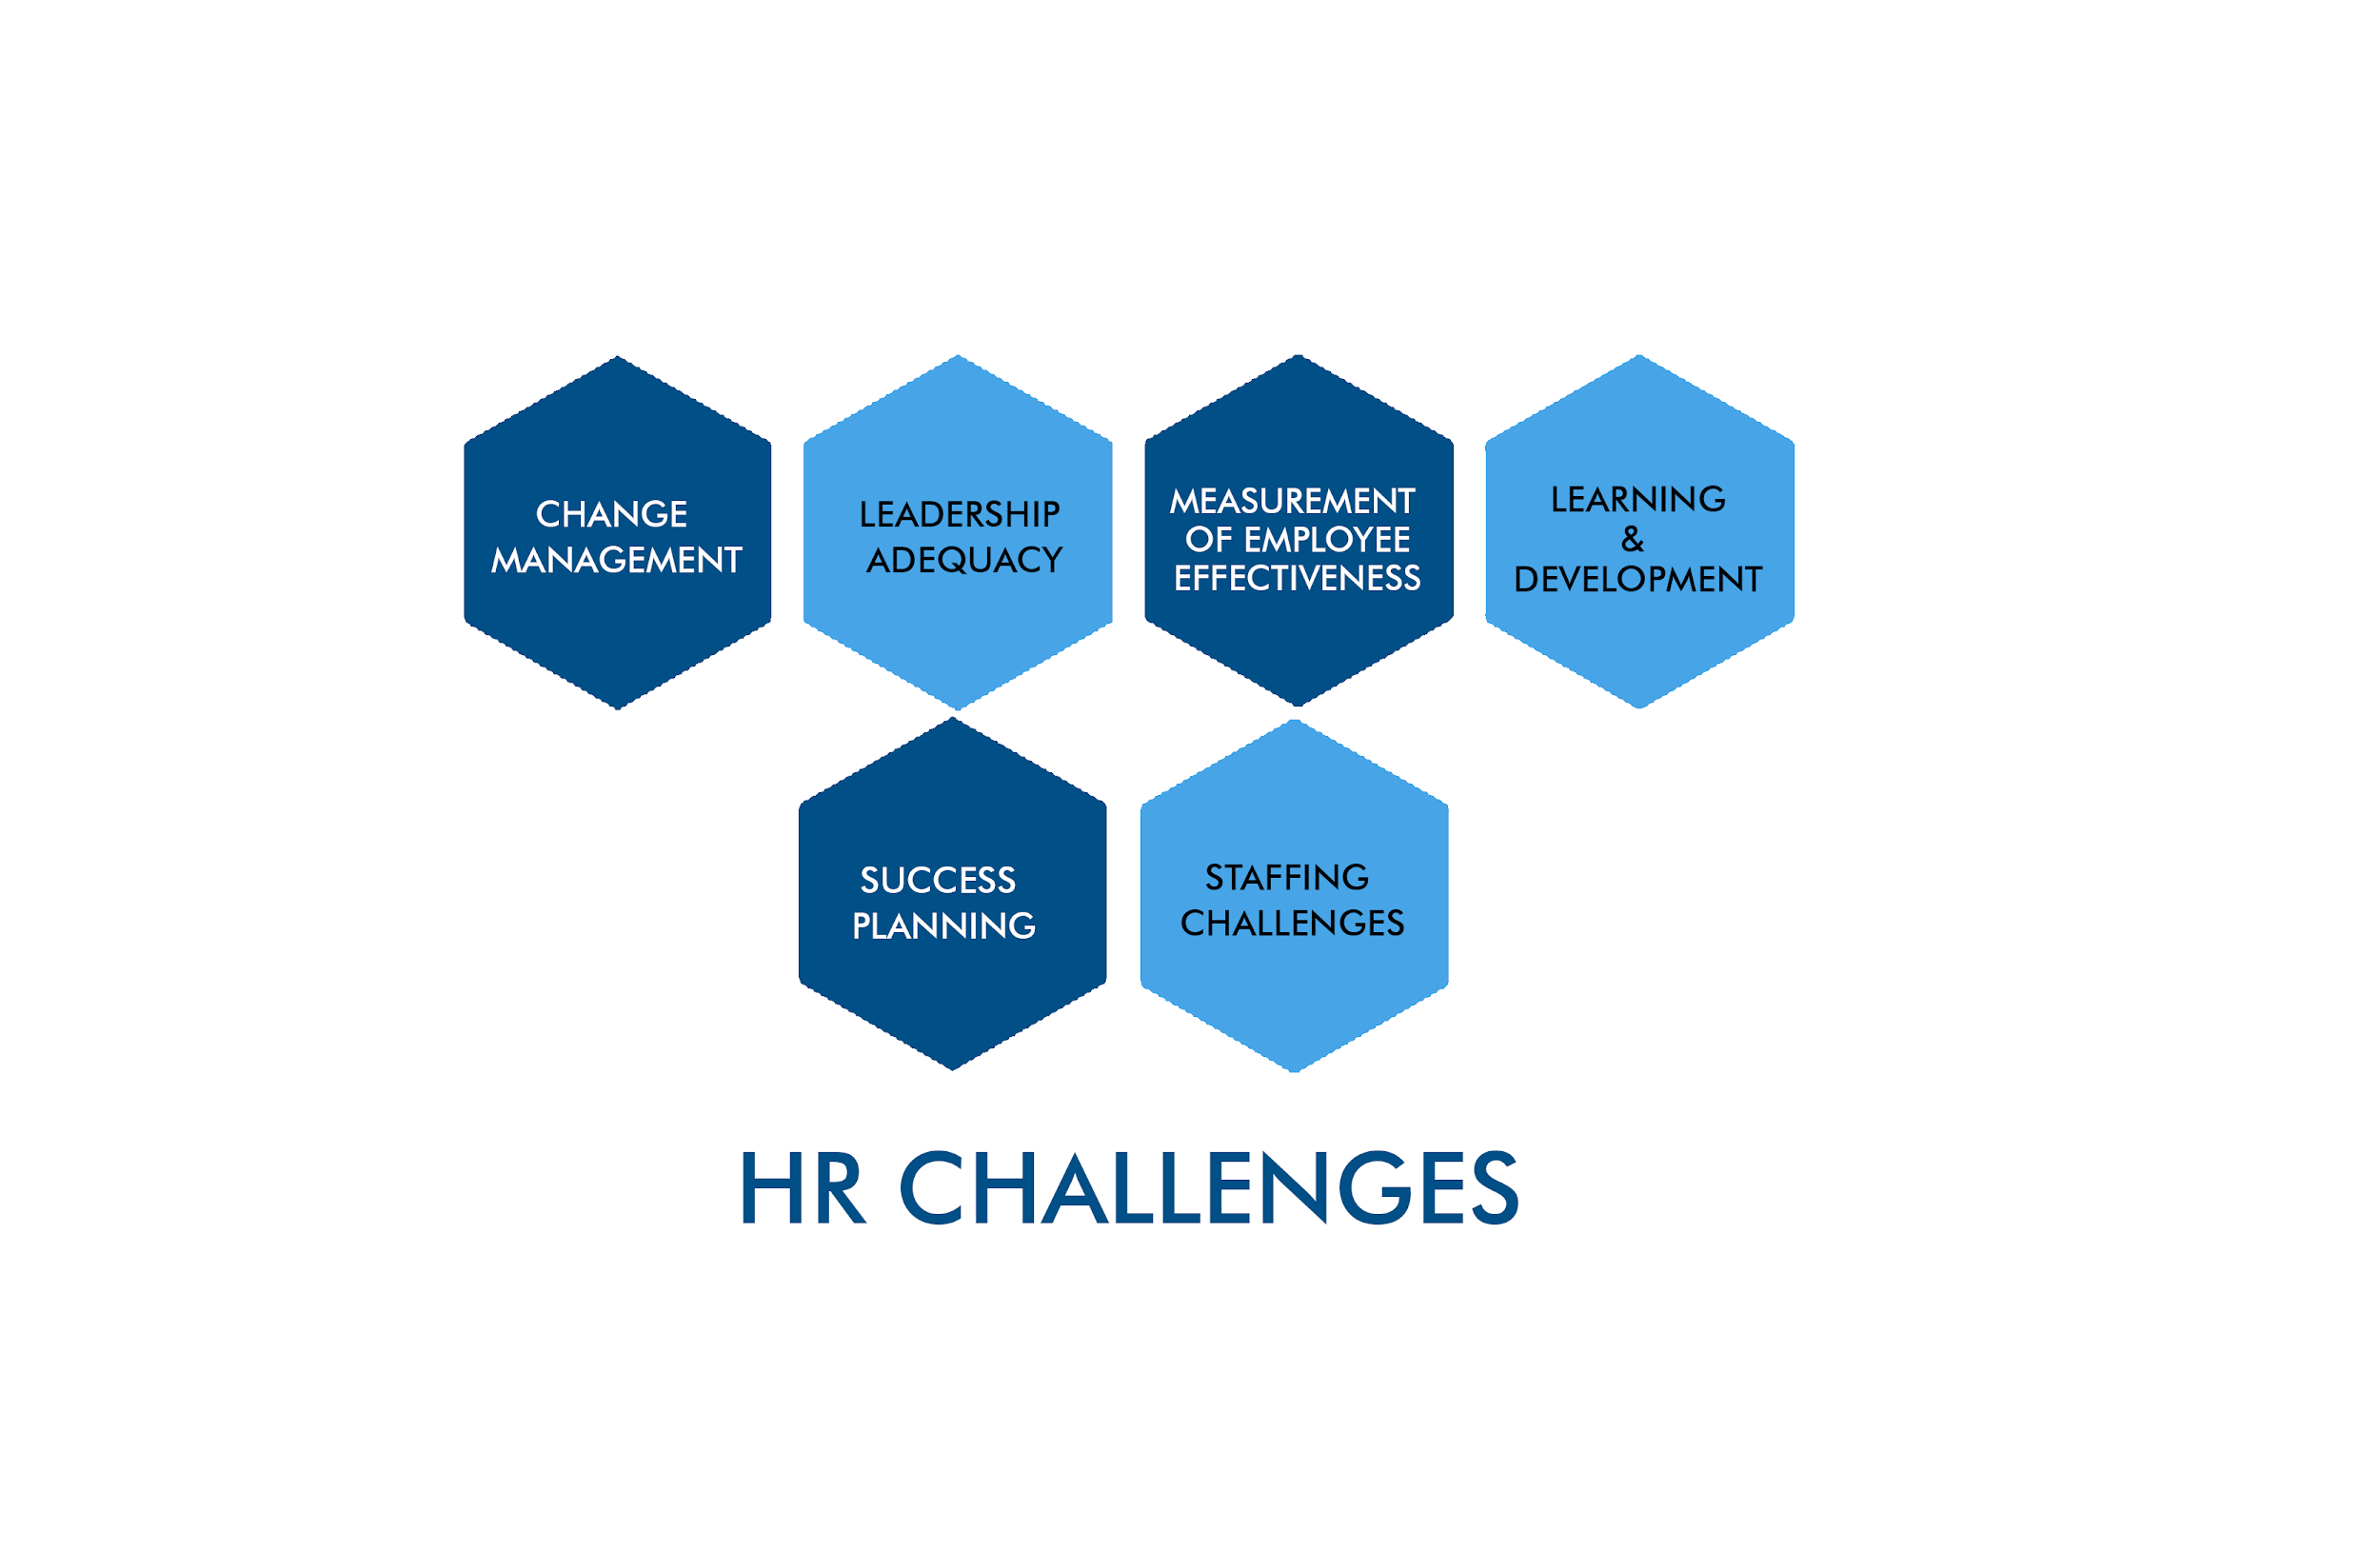 CHANGE
MANAGEMENT
LEADERSHIP
ADEQUACY
MEASUREMENT
OF EMPLOYEE
EFFECTIVENESS
LEARNING
&
DEVELOPMENT
SUCCESS
PLANNING
STAFFING
CHALLENGES
HR CHALLENGES